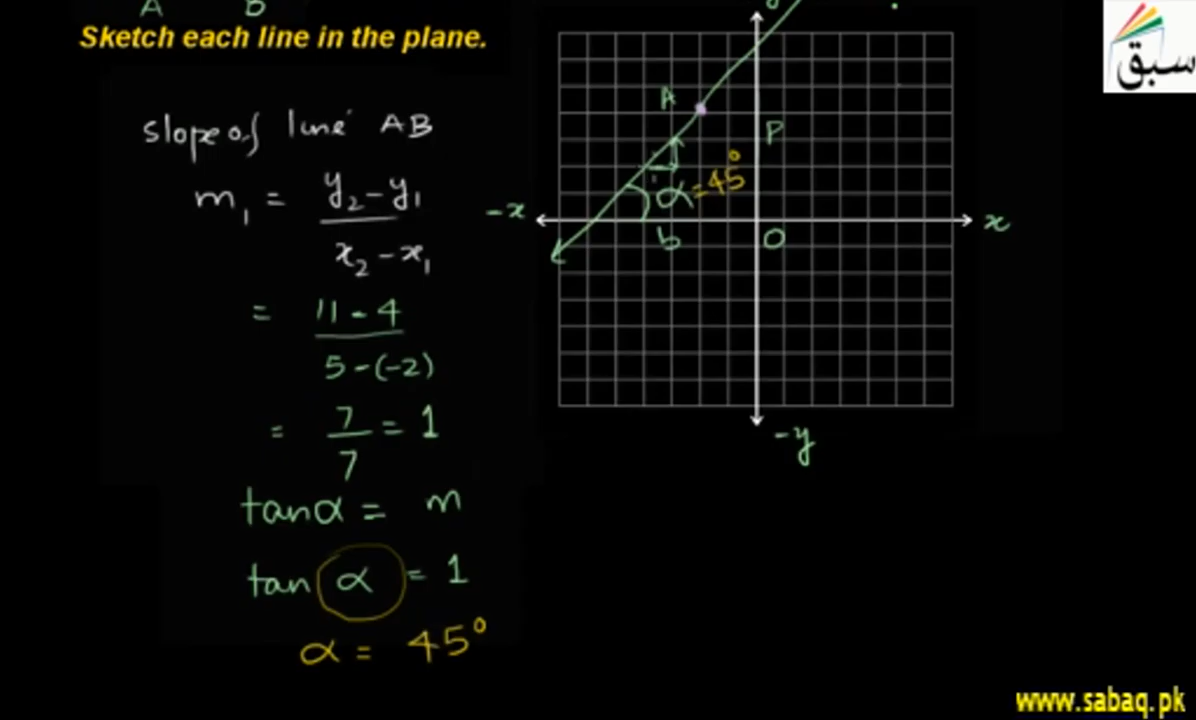 A B
Sketch each line in the plane.
slope of line AB
m₁ = y₂-y₁
x₂-x₁
= 11-4
5-(-2)
= 7 = 1
7
tanα = m
tan α = 1
α = 45°
A
P
α=45°
-x
x
b
O
-y
سبق
www.sabaq.pk